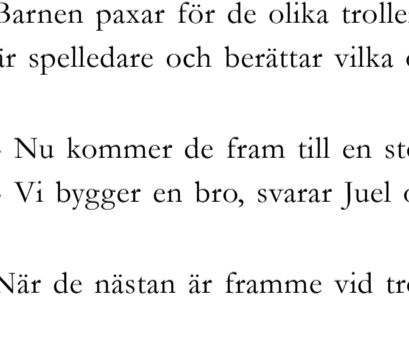 Barnen paxar för de olika
är spelledare och berättar vilka
- Nu kommer de fram till en
- Vi bygger en bro, svarar Juel
När de nästan är framme vid